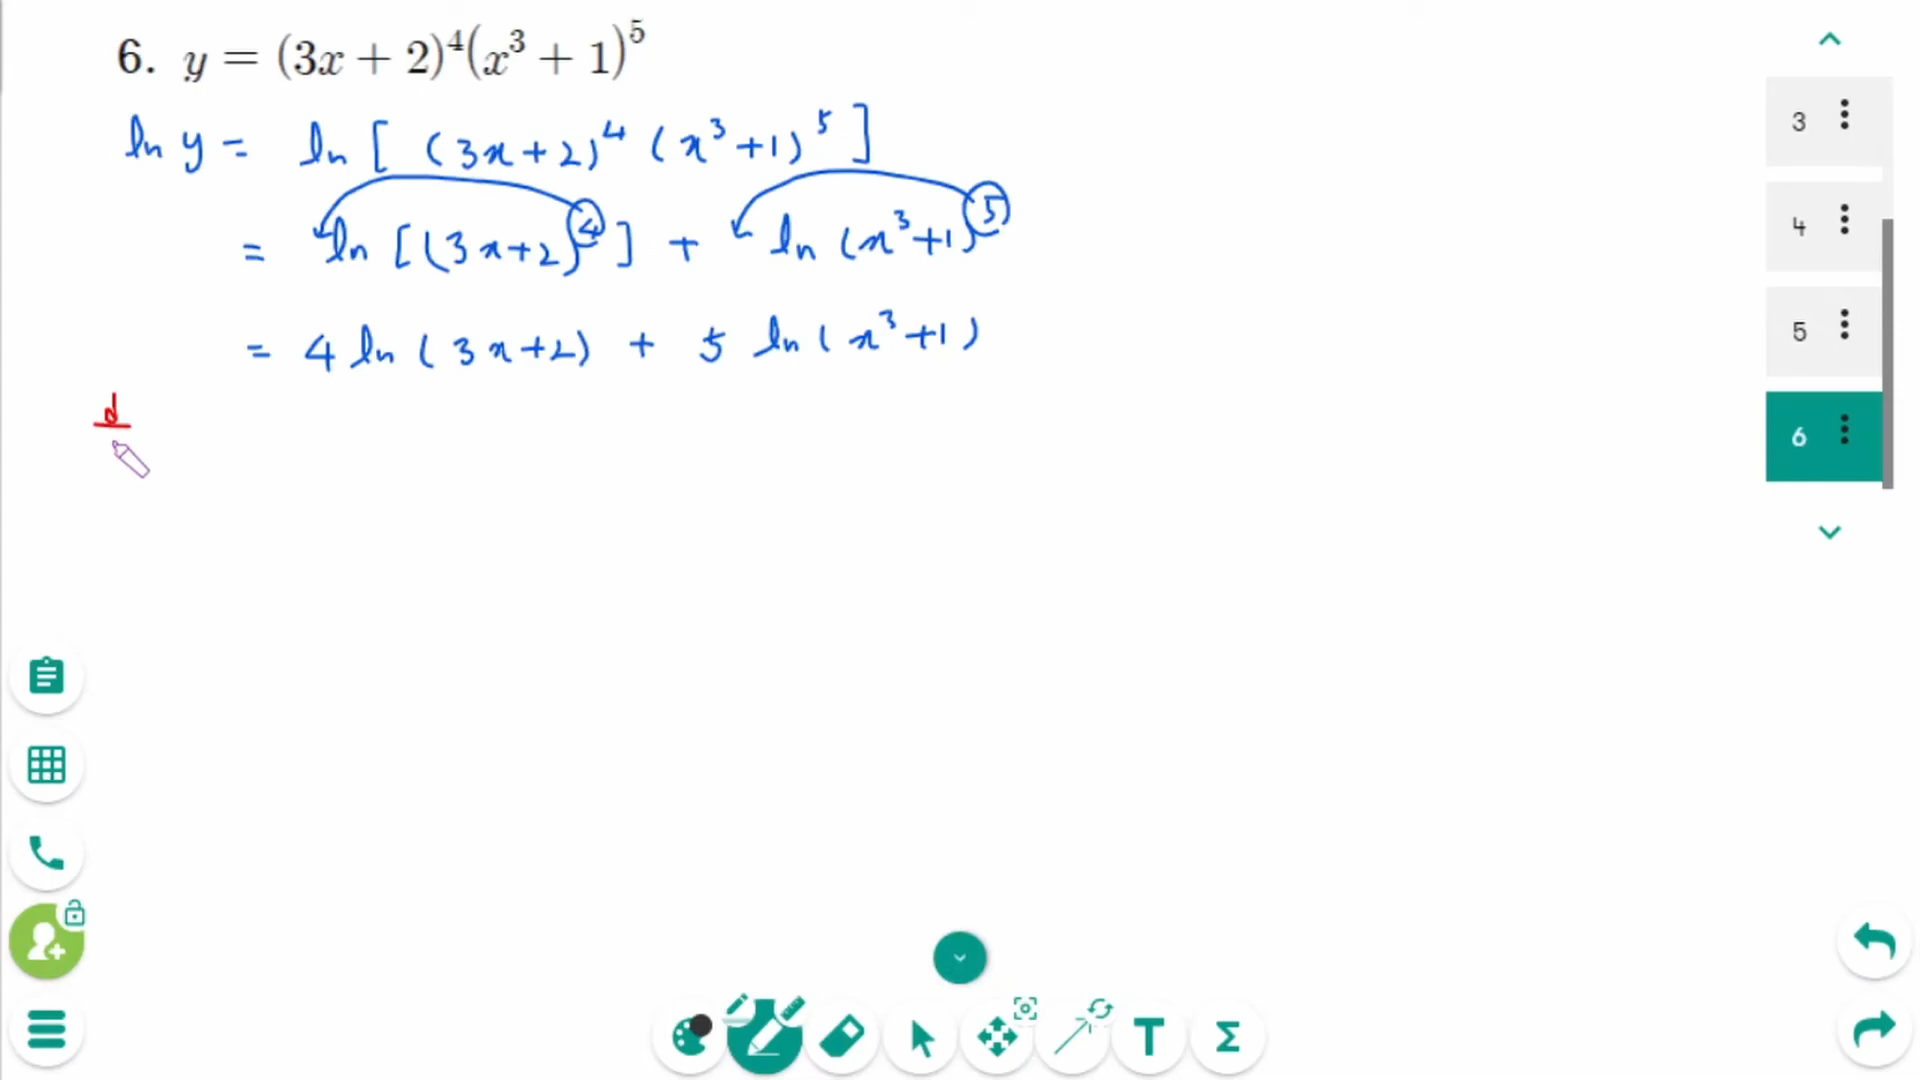 6. y = (3x + 2)^4(x^3 + 1)^5
ln y = ln [ (3x+2)^4 (x^3+1)^5 ]
= ln [(3x+2)^4 ] + ln (x^3+1)^5
= 4 ln ( 3x+2) + 5 ln ( x^3+1 )
d
3
4
5
6
T
Σ